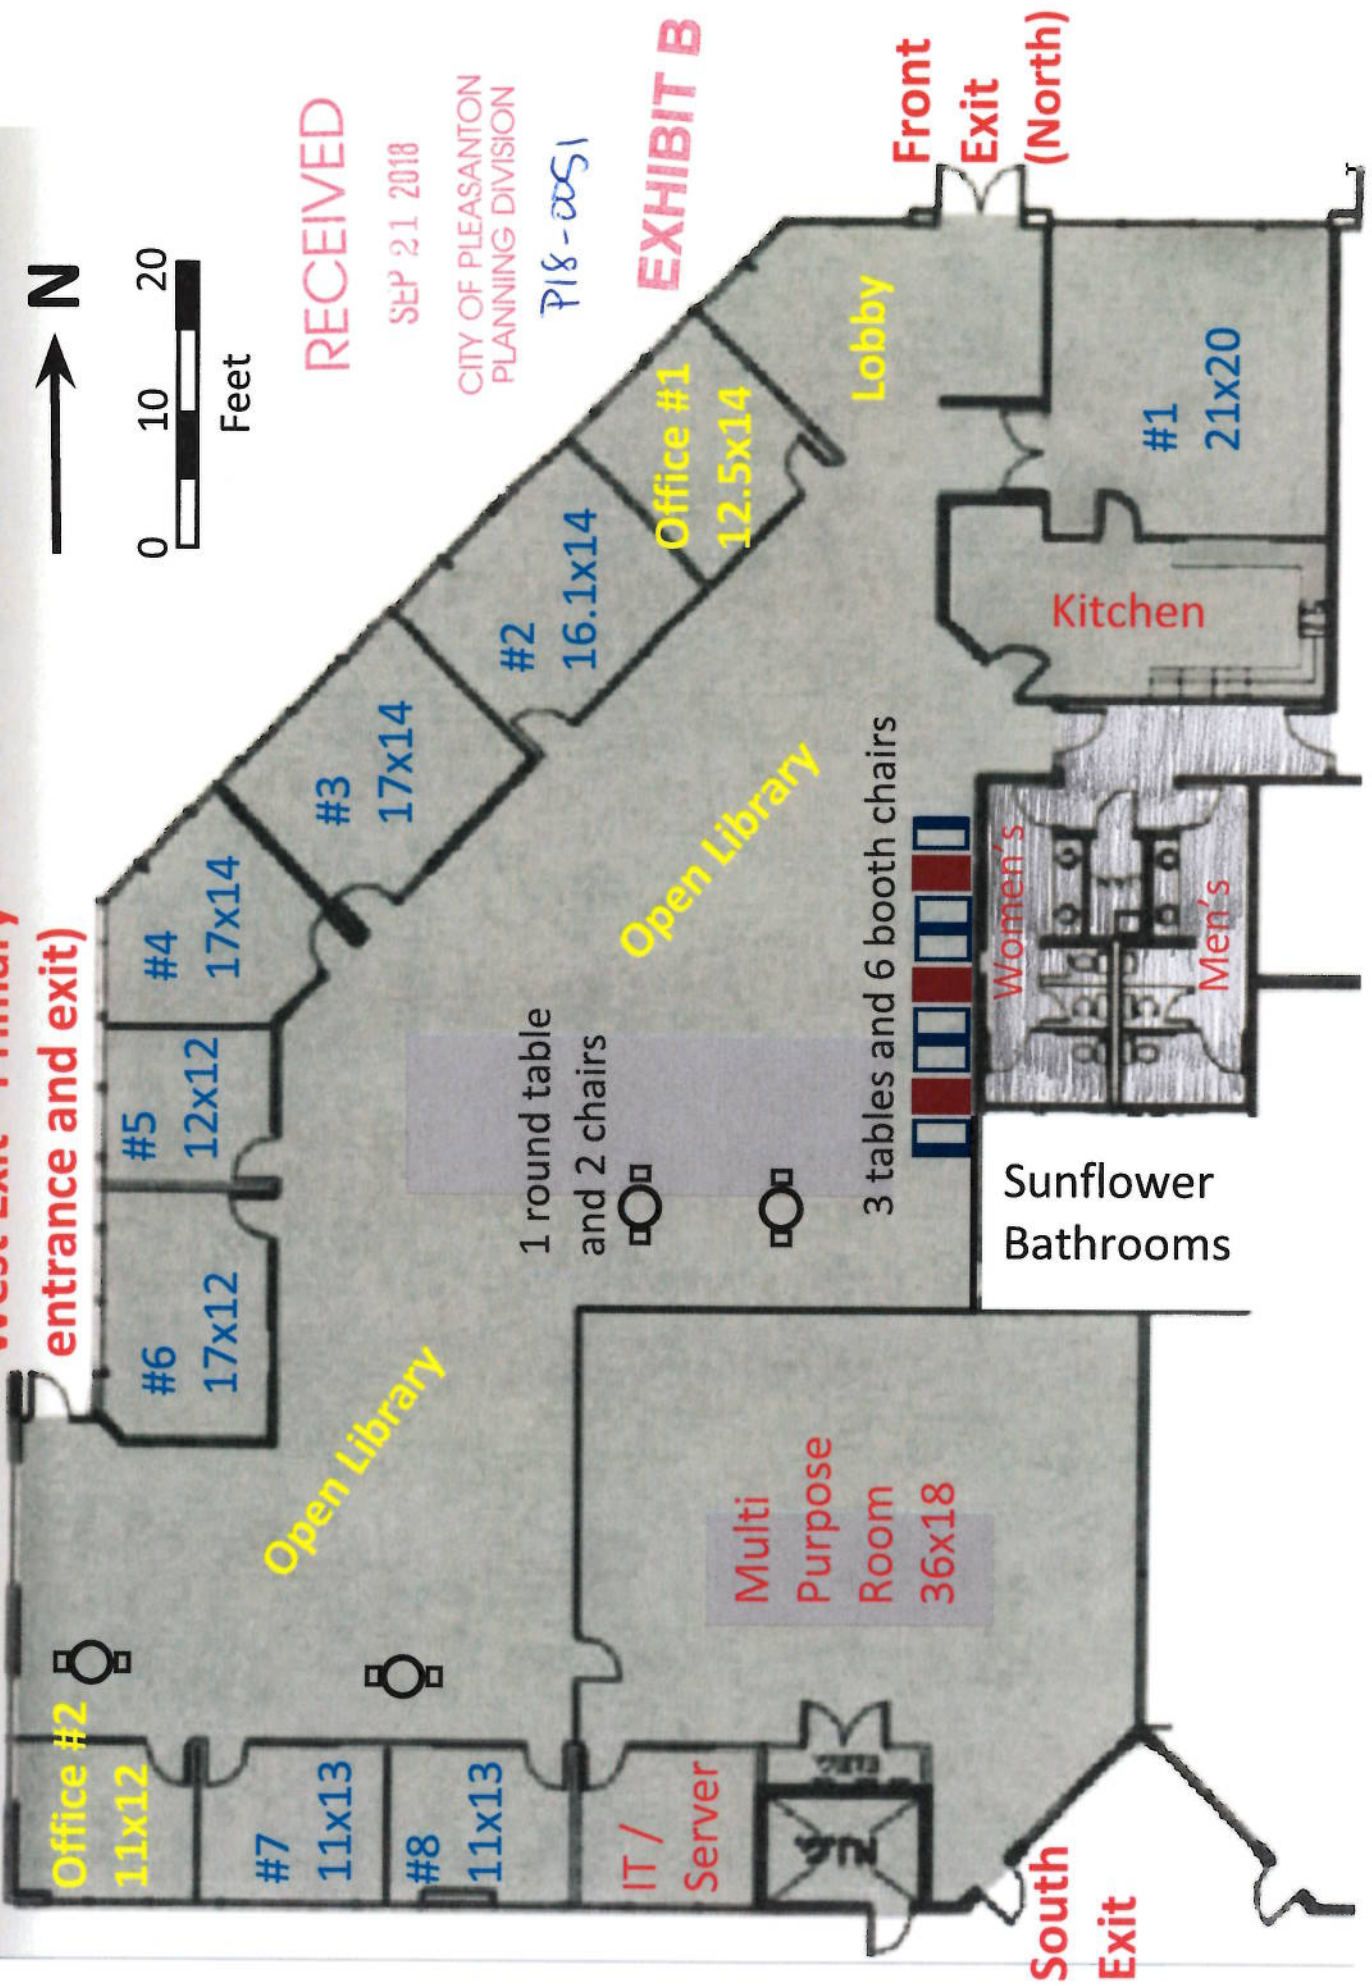 West Exit - Primary
entrance and exit)
N
0 10 20
Feet
RECEIVED
SEP 21 2018
CITY OF PLEASANTON
PLANNING DIVISION
P18-0051
EXHIBIT B
Front
Exit
(North)
Office #2
11x12
#7
11x13
#8
11x13
IT /
Server
ELEC.
South
Exit
#6
17x12
#5
12x12
#4
17x14
#3
17x14
#2
16.1x14
Office #1
12.5x14
Lobby
#1
21x20
Kitchen
Open Library
Open Library
1 round table
and 2 chairs
3 tables and 6 booth chairs
Women's
Men's
Sunflower
Bathrooms
Multi
Purpose
Room
36x18